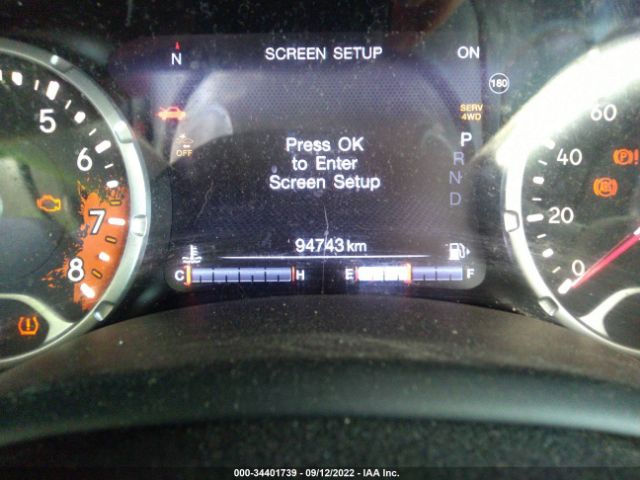 N
SCREEN SETUP
ON
180
SERV
4WD
OFF
Press OK
to Enter
Screen Setup
P
R
N
D
94743 km
C
H
E
F
5
6
7
8
60
40
20
0
000-34401739 - 09/12/2022 - IAA Inc.